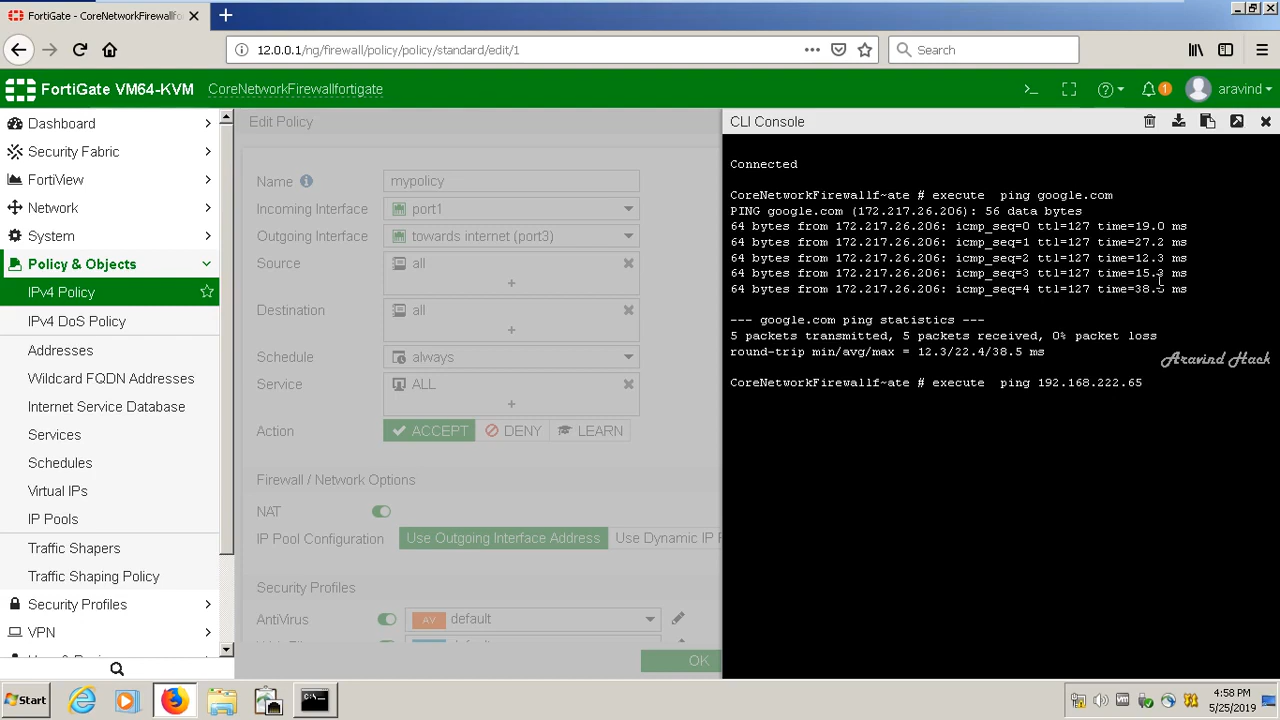 FortiGate - CoreNetworkFirewallfortig
12.0.0.1/ng/firewall/policy/policy/standard/edit/1
Search
FortiGate VM64-KVM
CoreNetworkFirewallfortigate
1
aravind
Dashboard
Security Fabric
FortiView
Network
System
Policy & Objects
IPv4 Policy
IPv4 DoS Policy
Addresses
Wildcard FQDN Addresses
Internet Service Database
Services
Schedules
Virtual IPs
IP Pools
Traffic Shapers
Traffic Shaping Policy
Security Profiles
VPN
Edit Policy
Name
mypolicy
Incoming Interface
port1
Outgoing Interface
towards internet (port3)
Source
all
+
Destination
all
+
Schedule
always
Service
ALL
+
Action
ACCEPT
DENY
LEARN
Firewall / Network Options
NAT
IP Pool Configuration
Use Outgoing Interface Address
Use Dynamic IP P
Security Profiles
AntiVirus
AV
default
OK
CLI Console
Connected
CoreNetworkFirewallf~ate # execute  ping google.com
PING google.com (172.217.26.206): 56 data bytes
64 bytes from 172.217.26.206: icmp_seq=0 ttl=127 time=19.0 ms
64 bytes from 172.217.26.206: icmp_seq=1 ttl=127 time=27.2 ms
64 bytes from 172.217.26.206: icmp_seq=2 ttl=127 time=12.3 ms
64 bytes from 172.217.26.206: icmp_seq=3 ttl=127 time=15.3 ms
64 bytes from 172.217.26.206: icmp_seq=4 ttl=127 time=38.5 ms
--- google.com ping statistics ---
5 packets transmitted, 5 packets received, 0% packet loss
round-trip min/avg/max = 12.3/22.4/38.5 ms
Aravind Hack
CoreNetworkFirewallf~ate # execute  ping 192.168.222.65
Start
4:58 PM
5/25/2019